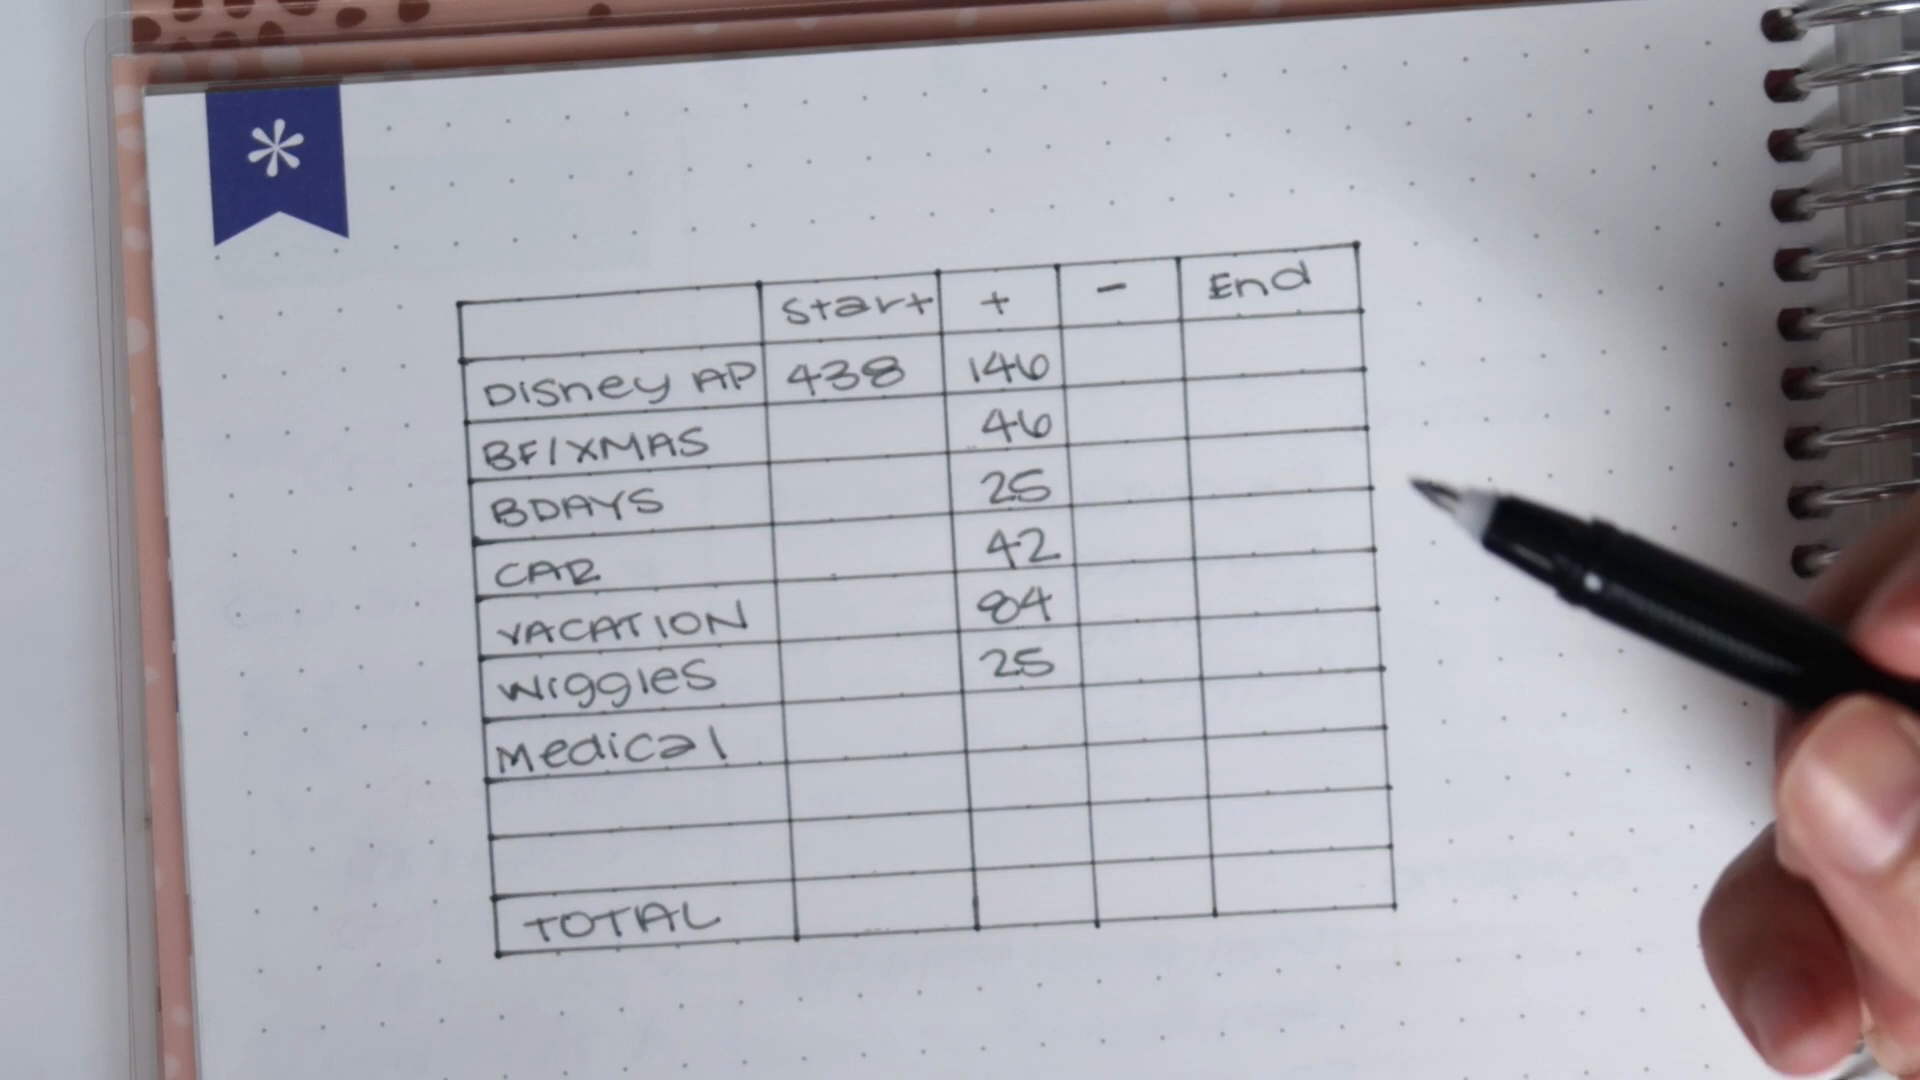 Start + - End
DISney AP 438 146
BF/XMAS 46
BDAYS 25
CAR 42
VACATION 84
wiggles 25
Medical
TOTAL